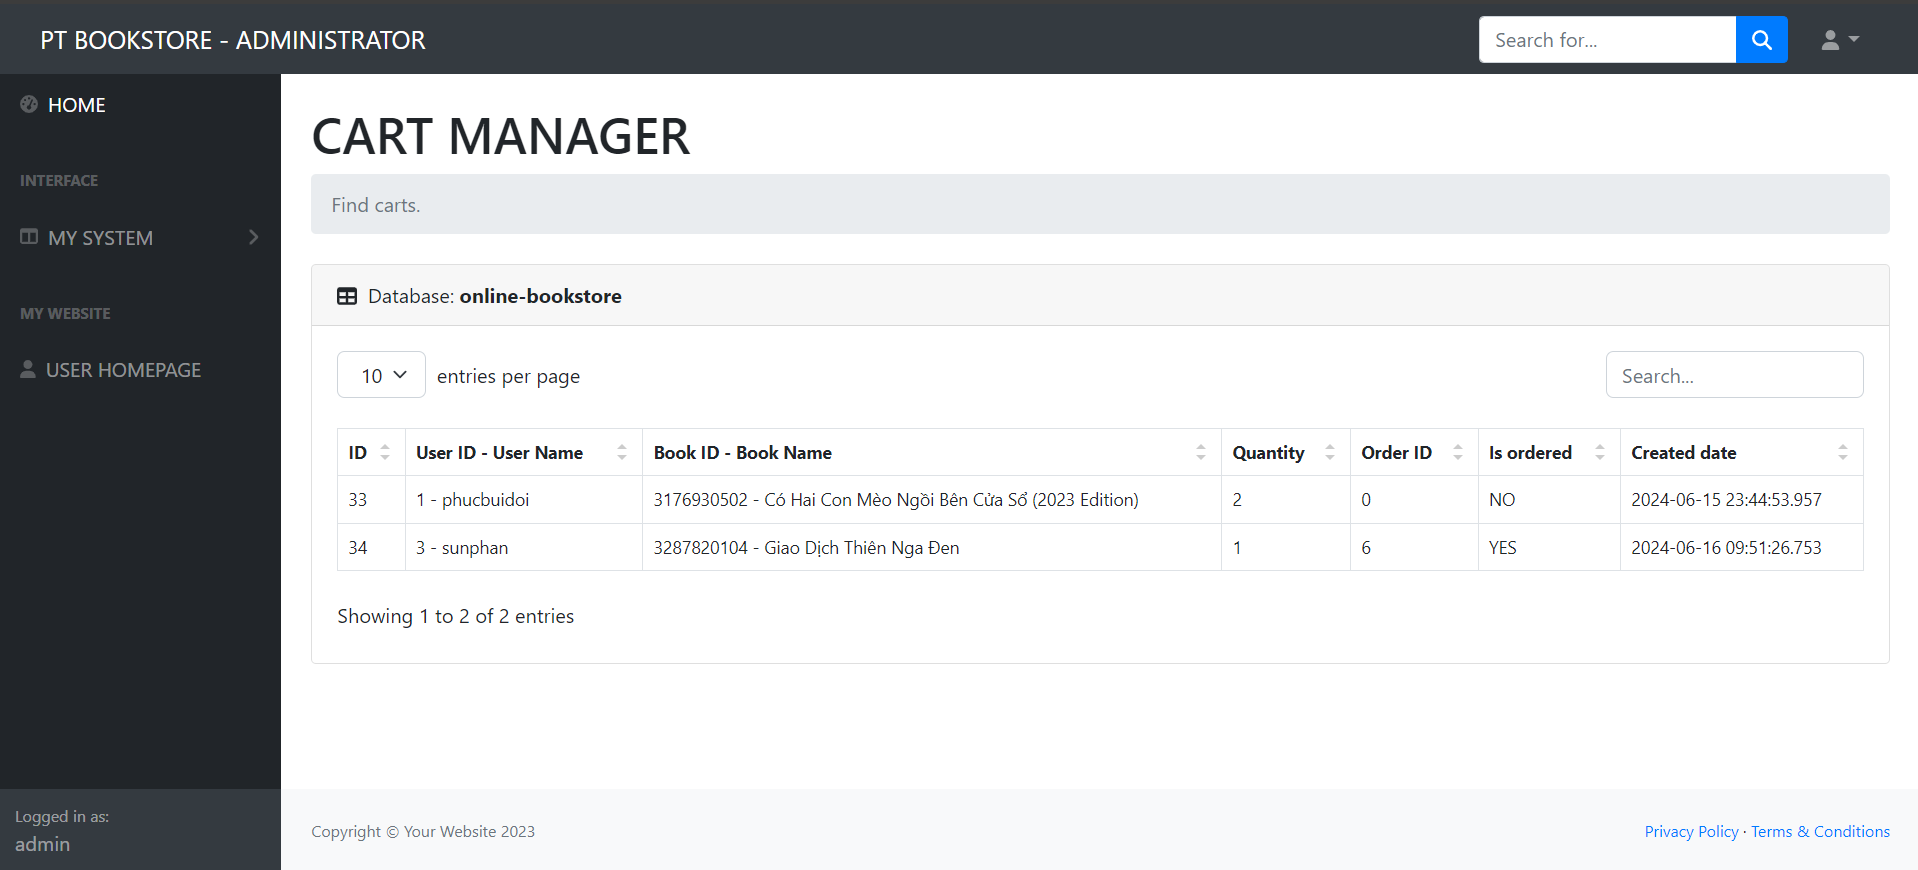 PT BOOKSTORE - ADMINISTRATOR
Search for...
HOME
INTERFACE
MY SYSTEM
MY WEBSITE
USER HOMEPAGE
Logged in as:
admin
CART MANAGER
Find carts.
Database: online-bookstore
10 entries per page
Search...
ID User ID - User Name Book ID - Book Name Quantity Order ID Is ordered Created date
33 1 - phucbuidoi 3176930502 - Có Hai Con Mèo Ngồi Bên Cửa Sổ (2023 Edition) 2 0 NO 2024-06-15 23:44:53.957
34 3 - sunphan 3287820104 - Giao Dịch Thiên Nga Đen 1 6 YES 2024-06-16 09:51:26.753
Showing 1 to 2 of 2 entries
Copyright © Your Website 2023
Privacy Policy · Terms & Conditions